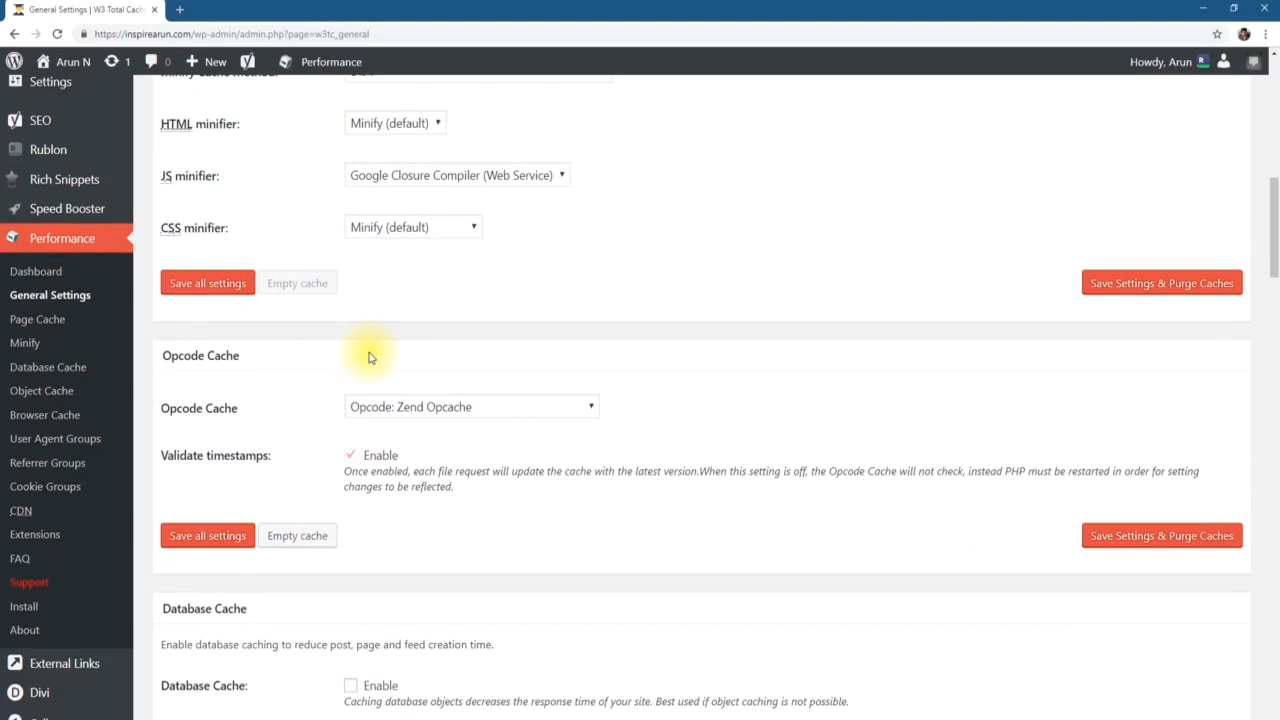 General Settings | W3 Total Cach
https://inspirearun.com/wp-admin/admin.php?page=w3tc_general
Arun N
1
0
New
Performance
Howdy, Arun
Settings
SEO
Rublon
Rich Snippets
Speed Booster
Performance
Dashboard
General Settings
Page Cache
Minify
Database Cache
Object Cache
Browser Cache
User Agent Groups
Referrer Groups
Cookie Groups
CDN
Extensions
FAQ
Support
Install
About
External Links
Divi
HTML minifier:
Minify (default)
JS minifier:
Google Closure Compiler (Web Service)
CSS minifier:
Minify (default)
Save all settings
Empty cache
Save Settings & Purge Caches
Opcode Cache
Opcode Cache
Opcode: Zend Opcache
Validate timestamps:
Enable
Once enabled, each file request will update the cache with the latest version.When this setting is off, the Opcode Cache will not check, instead PHP must be restarted in order for setting
changes to be reflected.
Save all settings
Empty cache
Save Settings & Purge Caches
Database Cache
Enable database caching to reduce post, page and feed creation time.
Database Cache:
Enable
Caching database objects decreases the response time of your site. Best used if object caching is not possible.